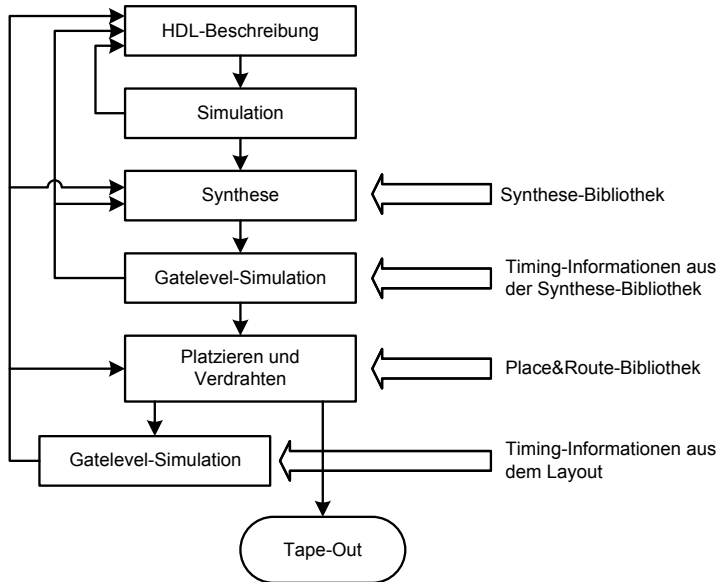 HDL-Beschreibung
Simulation
Synthese
Synthese-Bibliothek
Gatelevel-Simulation
Timing-Informationen aus
der Synthese-Bibliothek
Platzieren und
Verdrahten
Place&Route-Bibliothek
Gatelevel-Simulation
Timing-Informationen aus
dem Layout
Tape-Out